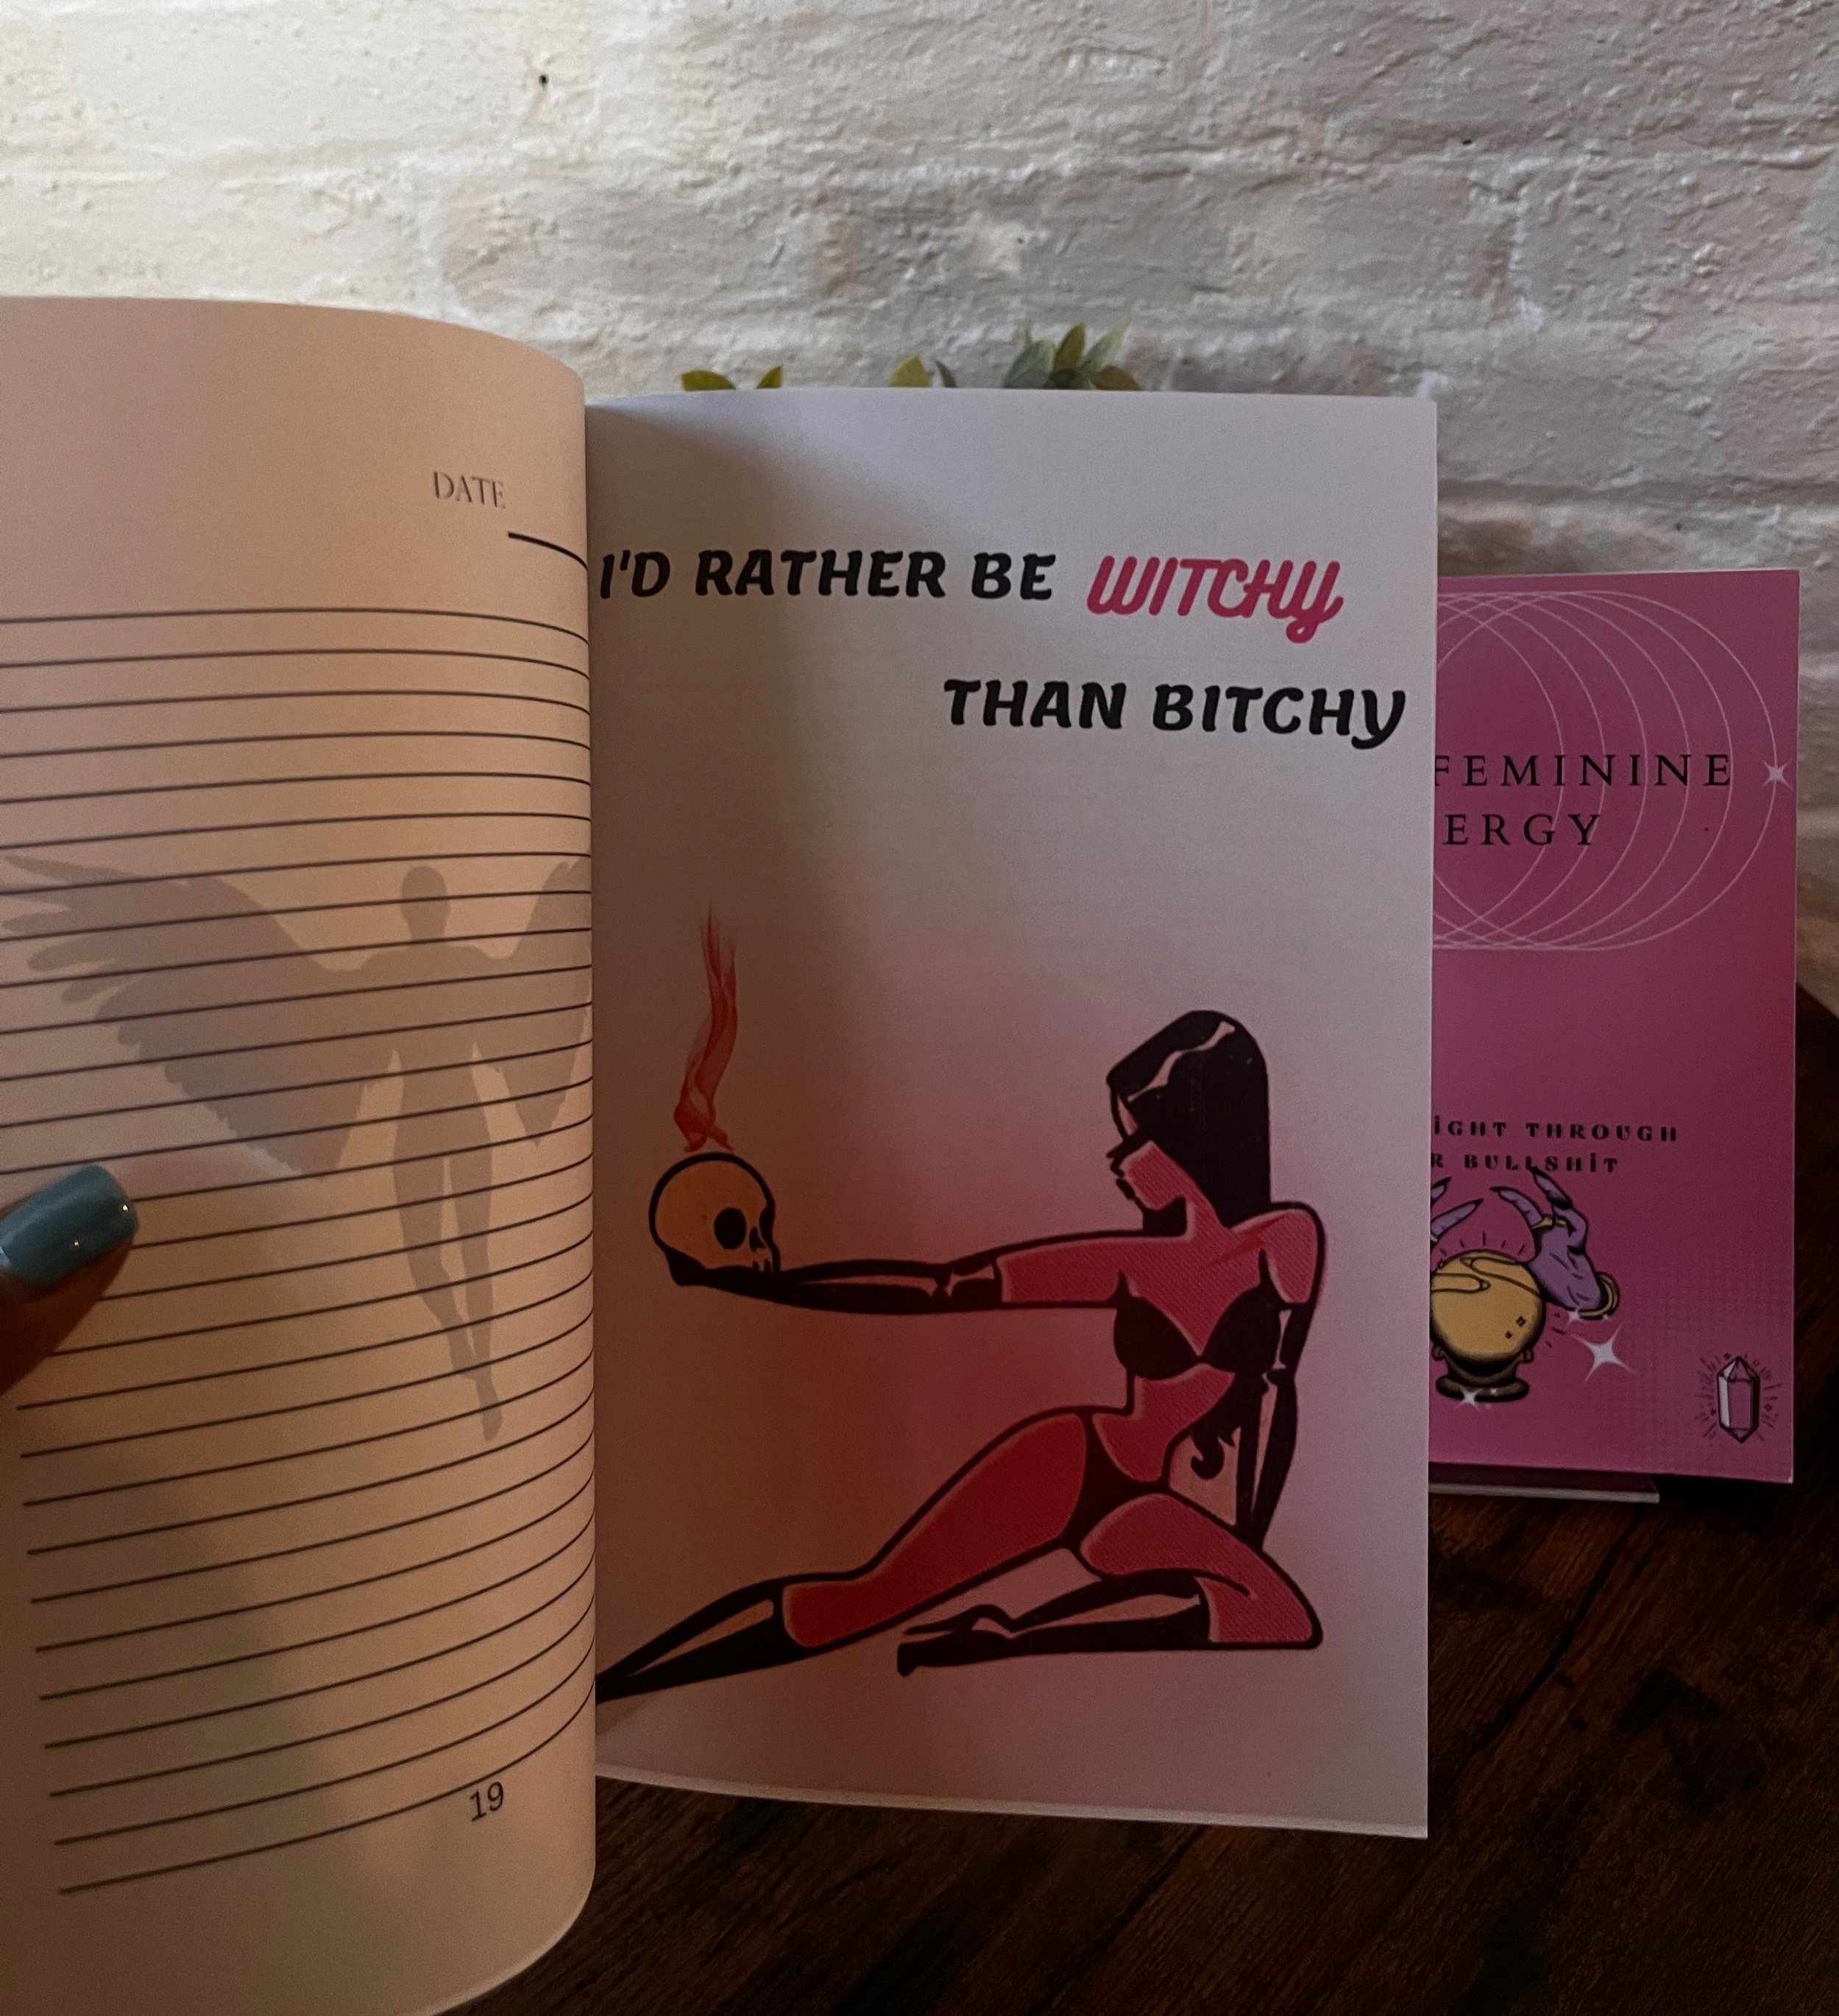 DATE
19
I'D RATHER BE WITCHY
THAN BITCHY
FEMININE
ERGY
IGHT THROUGH
R BULLSHIT